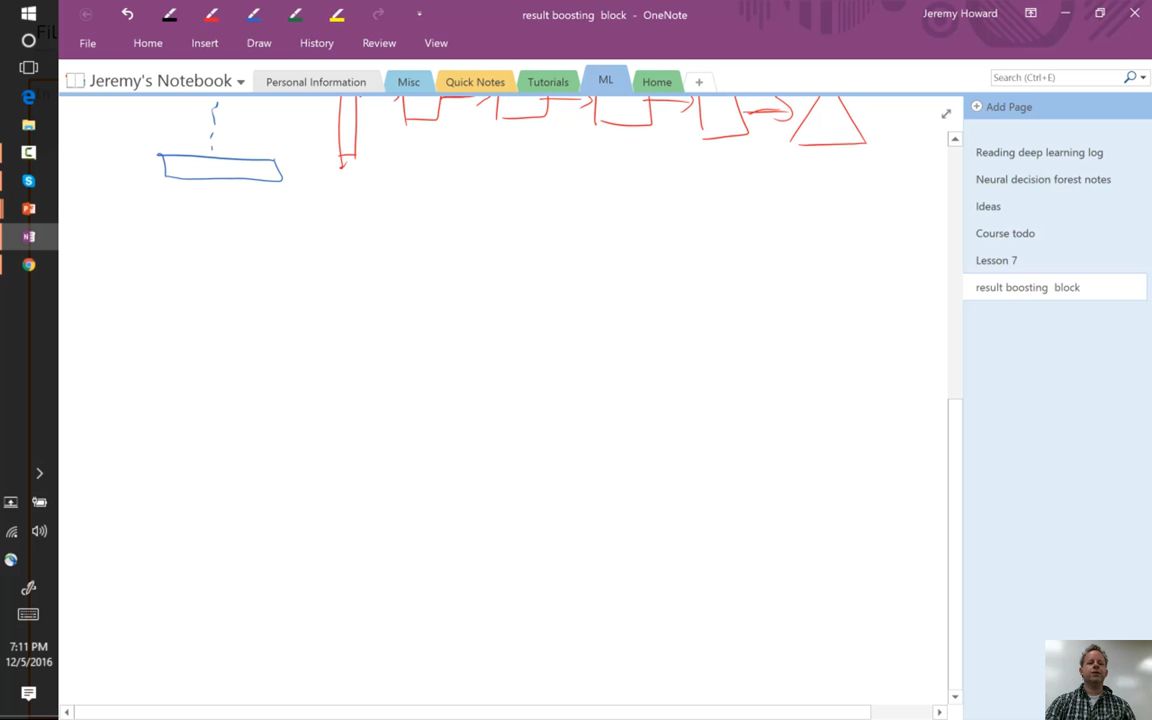 result boosting  block  -  OneNote
Jeremy Howard
File
Home
Insert
Draw
History
Review
View
Jeremy's Notebook
Personal Information
Misc
Quick Notes
Tutorials
ML
Home
Search (Ctrl+E)
Add Page
Reading deep learning log
Neural decision forest notes
Ideas
Course todo
Lesson 7
result boosting  block
7:11 PM
12/5/2016